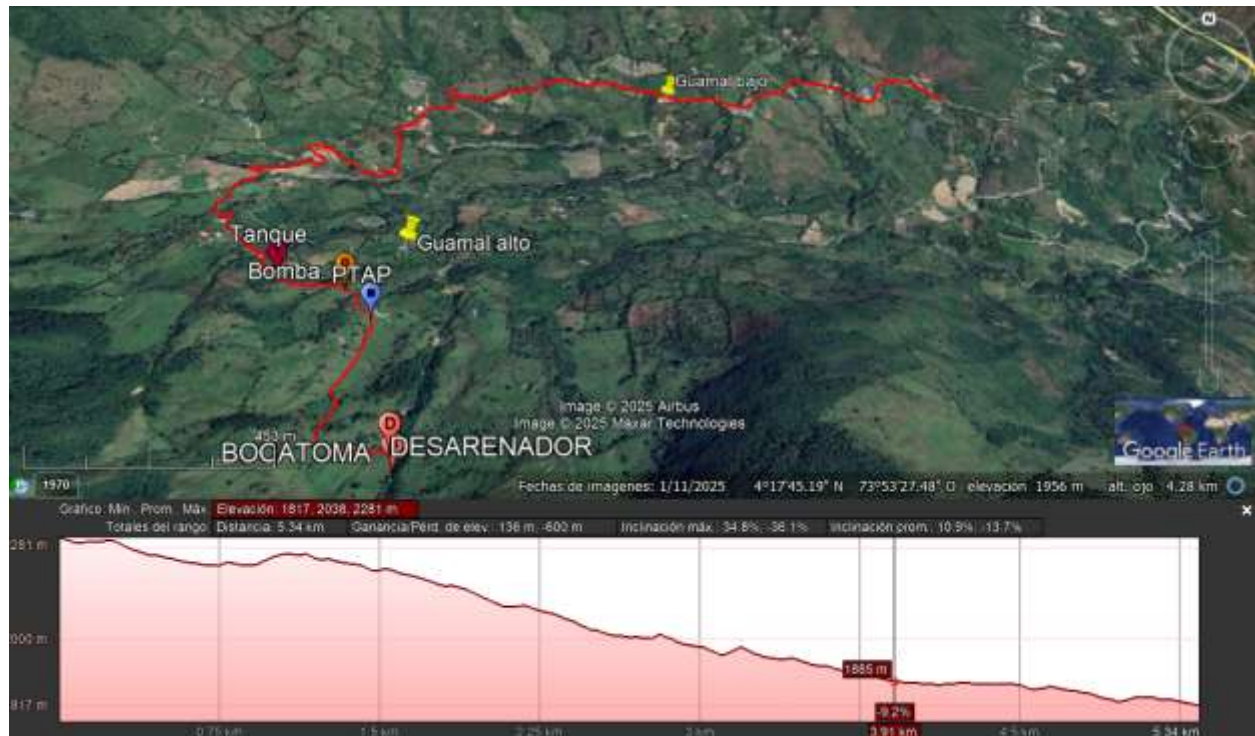 Guamal bajo
Tanque
Guamal alto
Bomba PTAP
D
453 m
BOCATOMA DESARENADOR
Image © 2025 Airbus
Image © 2025 Maxar Technologies
Google Earth
1970
Fechas de imágenes: 1/11/2025 4°17'45.19" N 73°53'27.48" O elevación 1956 m alt. ojo 4.28 km
Gráfico: Mín. Prom. Máx. Elevación: 1817, 2038, 2281 m
Totales del rango: Distancia: 5.34 km Ganancia/Pérd. de elev.: 136 m, -600 m Inclinación máx.: 34.8%, -36.1% Inclinación prom.: 10.9%, -13.7%
1885 m
1817 m
-9.2%
0.75 km 1.5 km 2.25 km 3 km 3.91 km 4.5 km 5.34 km